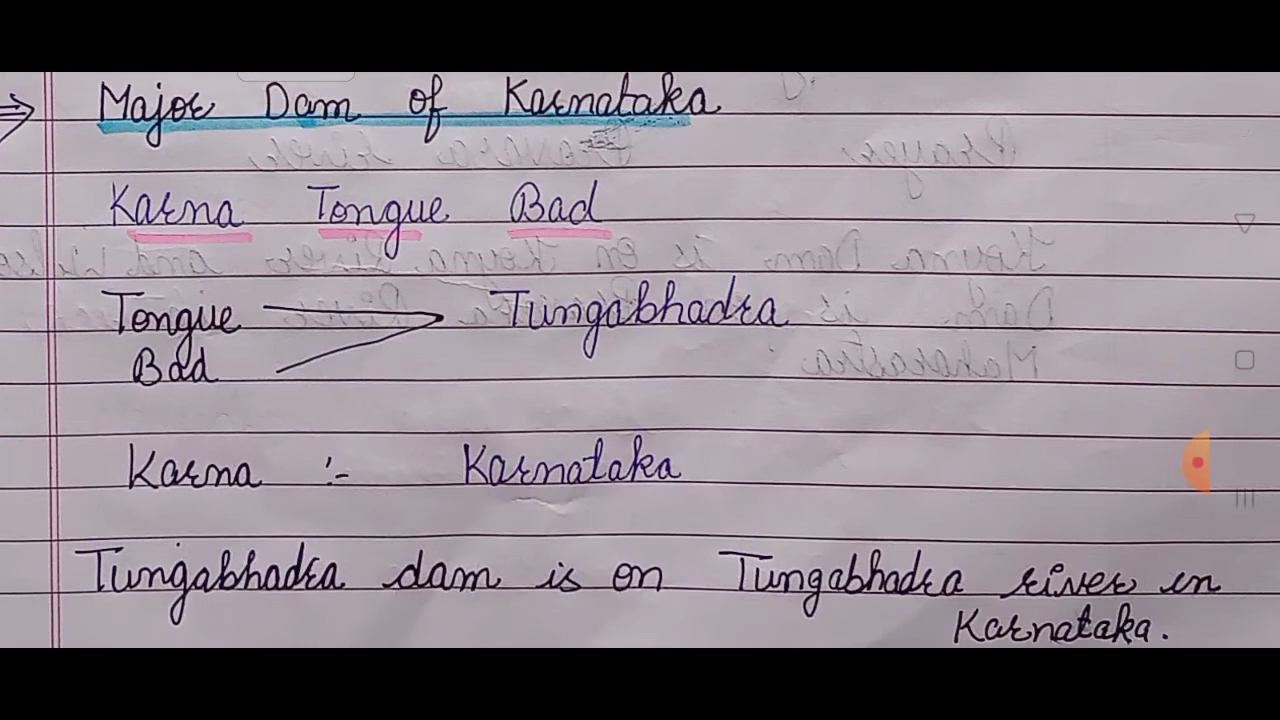 ⇒ Major Dam of Karnataka
Karna Tongue Bad
Tongue → Tungabhadra
Bad
Karna :- Karnataka
Tungabhadra dam is on Tungabhadra river in
Karnataka.